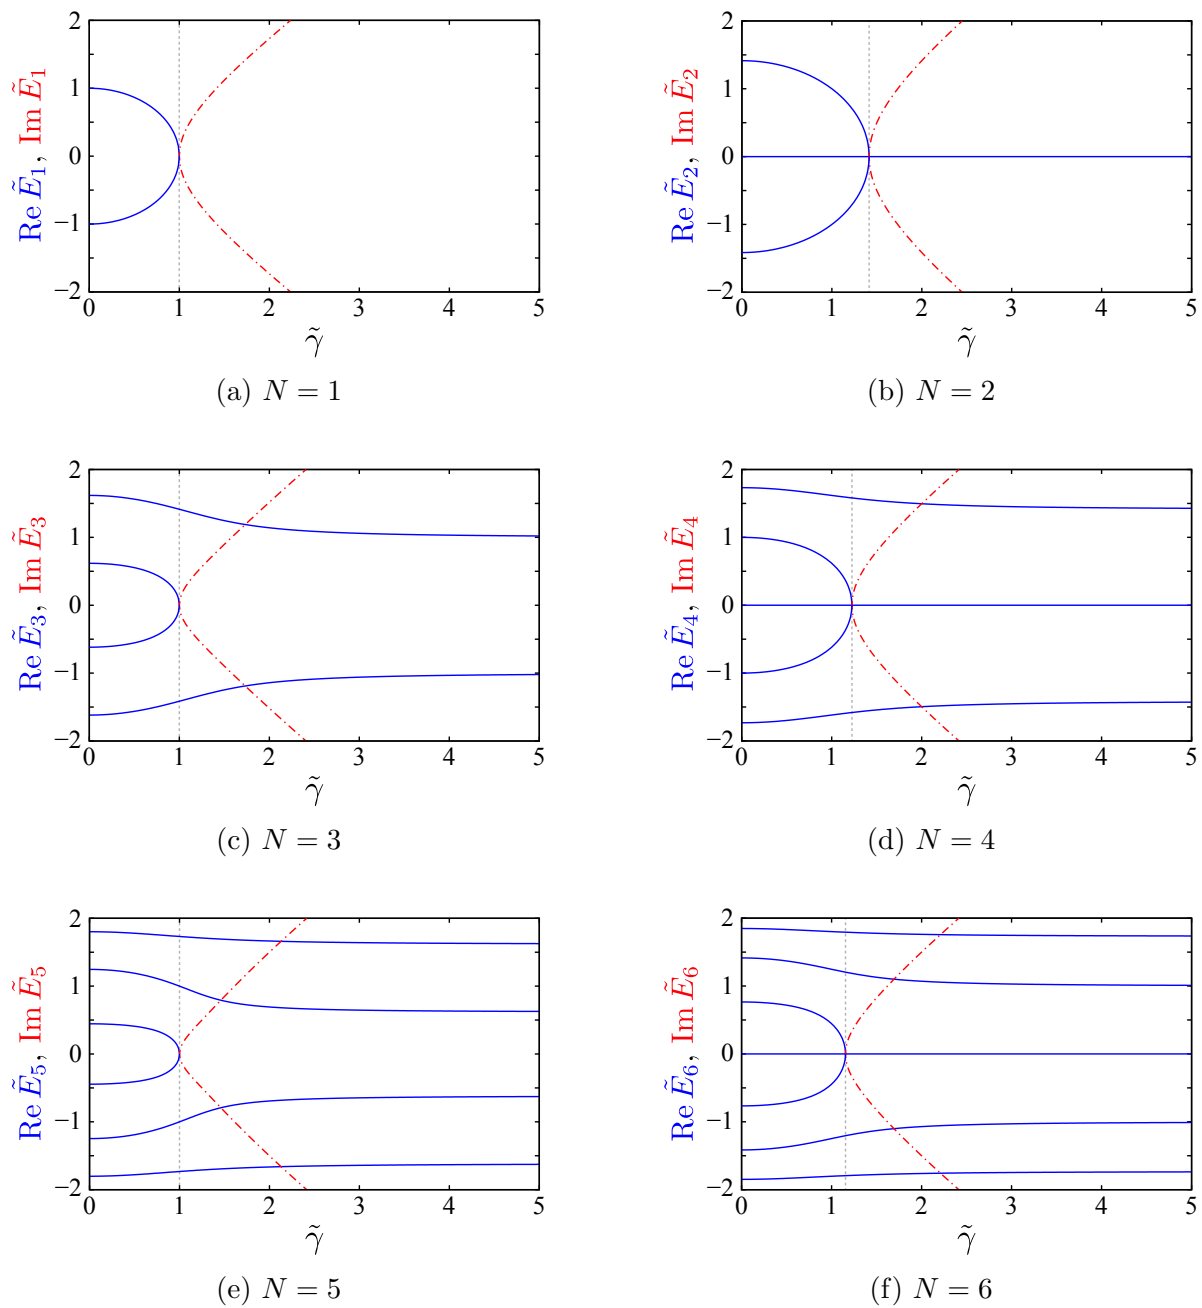 2
1
0
−1
−2
Re Ẽ₁, Im Ẽ₁
0 1 2 3 4 5
γ̃
(a) N = 1
2
1
0
−1
−2
Re Ẽ₂, Im Ẽ₂
0 1 2 3 4 5
γ̃
(b) N = 2
2
1
0
−1
−2
Re Ẽ₃, Im Ẽ₃
0 1 2 3 4 5
γ̃
(c) N = 3
2
1
0
−1
−2
Re Ẽ₄, Im Ẽ₄
0 1 2 3 4 5
γ̃
(d) N = 4
2
1
0
−1
−2
Re Ẽ₅, Im Ẽ₅
0 1 2 3 4 5
γ̃
(e) N = 5
2
1
0
−1
−2
Re Ẽ₆, Im Ẽ₆
0 1 2 3 4 5
γ̃
(f) N = 6